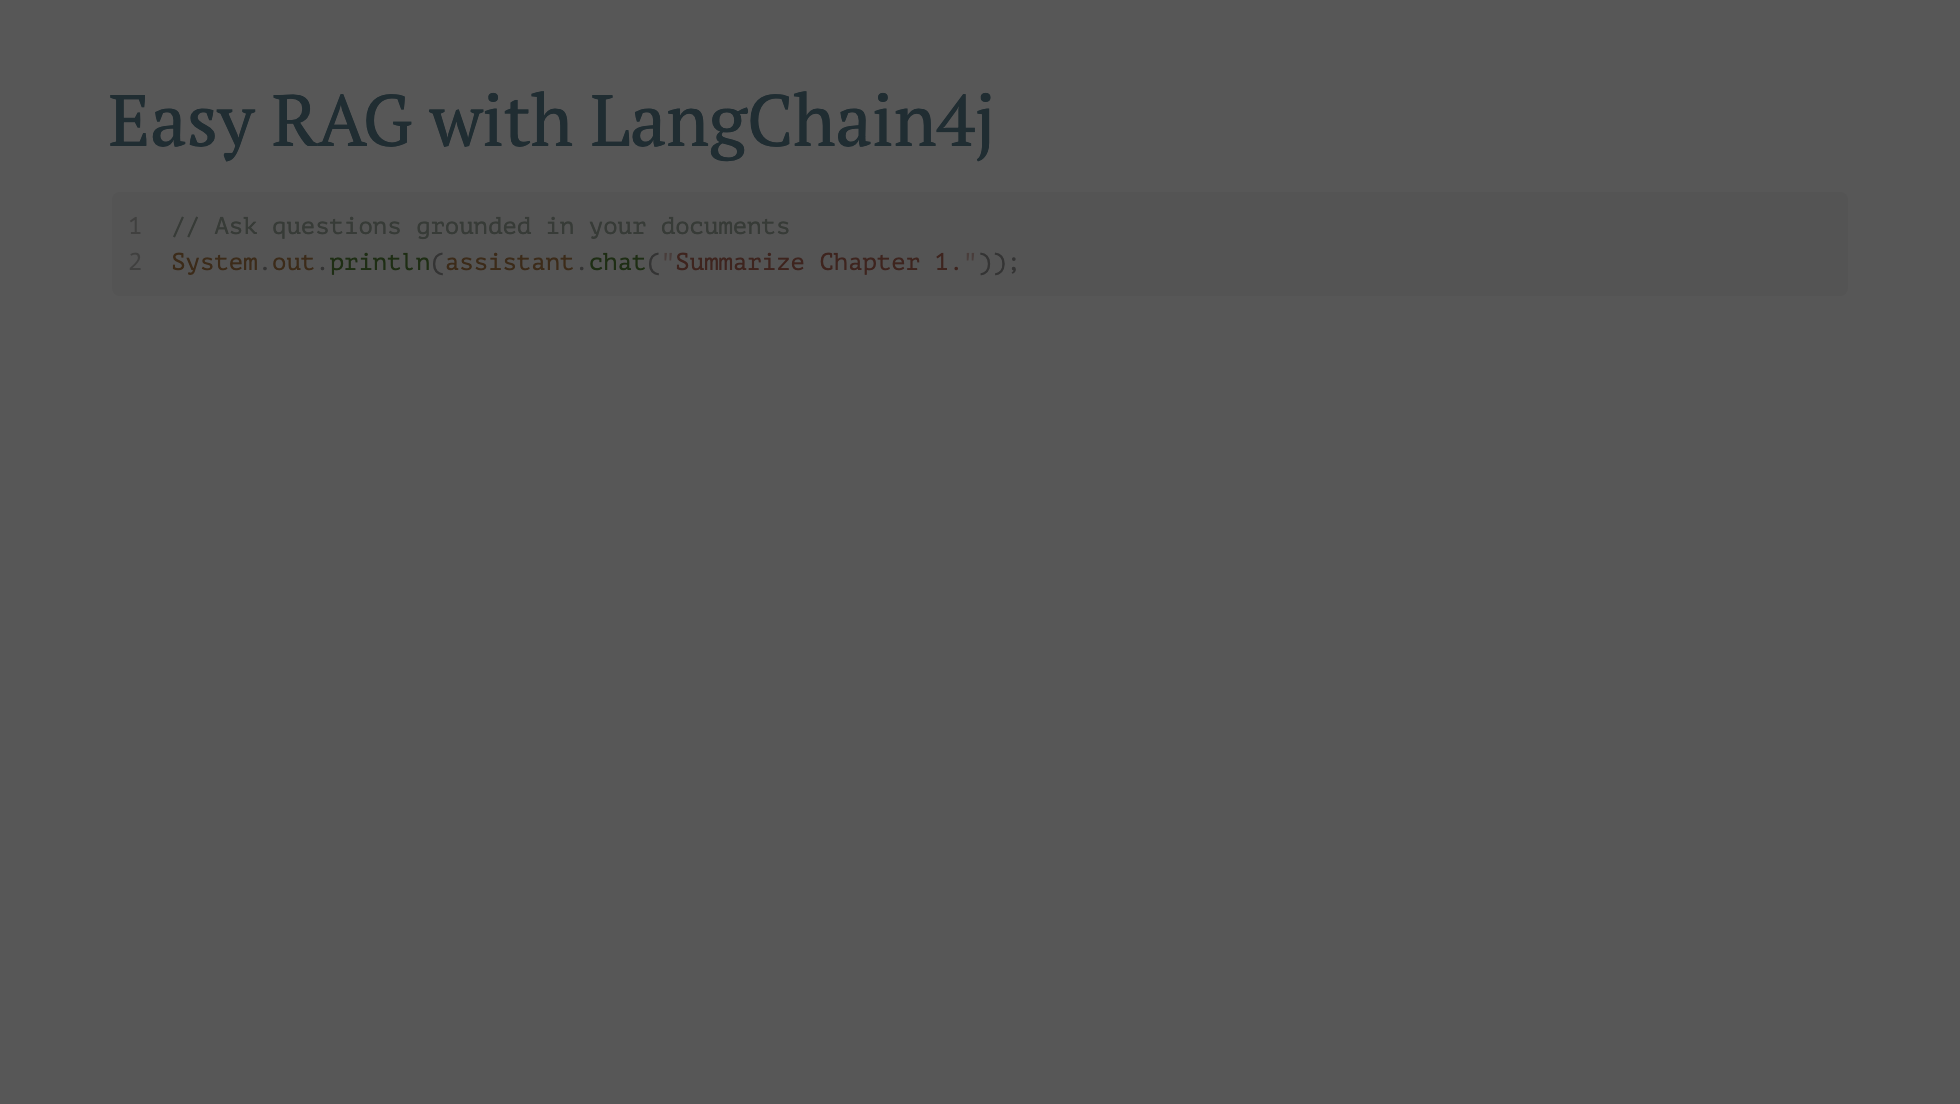 Easy RAG with LangChain4j
1 // Ask questions grounded in your documents
2 System.out.println(assistant.chat("Summarize Chapter 1."));